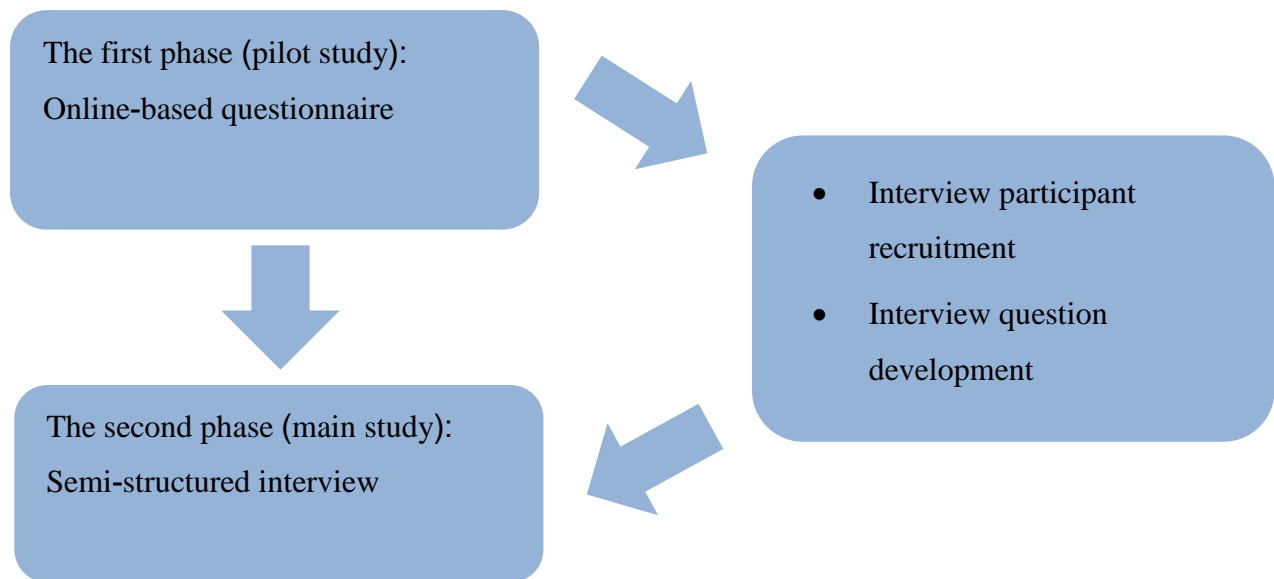 The first phase (pilot study):
Online-based questionnaire
• Interview participant
recruitment
• Interview question
development
The second phase (main study):
Semi-structured interview